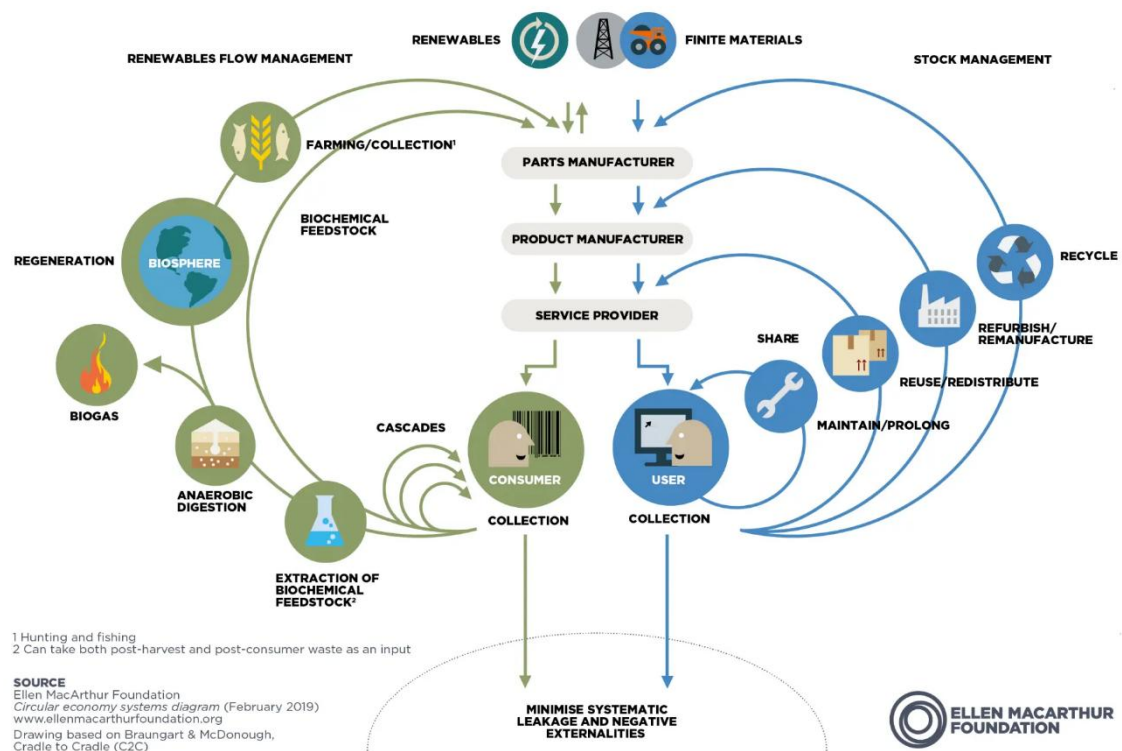 RENEWABLES
FINITE MATERIALS
RENEWABLES FLOW MANAGEMENT
STOCK MANAGEMENT
FARMING/COLLECTION¹
PARTS MANUFACTURER
BIOCHEMICAL
FEEDSTOCK
PRODUCT MANUFACTURER
REGENERATION
BIOSPHERE
RECYCLE
SERVICE PROVIDER
SHARE
REFURBISH/
REMANUFACTURE
REUSE/REDISTRIBUTE
BIOGAS
CASCADES
MAINTAIN/PROLONG
CONSUMER
USER
ANAEROBIC
DIGESTION
COLLECTION
COLLECTION
EXTRACTION OF
BIOCHEMICAL
FEEDSTOCK²
1 Hunting and fishing
2 Can take both post-harvest and post-consumer waste as an input
SOURCE
Ellen MacArthur Foundation
Circular economy systems diagram (February 2019)
www.ellenmacarthurfoundation.org
Drawing based on Braungart & McDonough,
Cradle to Cradle (C2C)
MINIMISE SYSTEMATIC
LEAKAGE AND NEGATIVE
EXTERNALITIES
ELLEN MACARTHUR
FOUNDATION